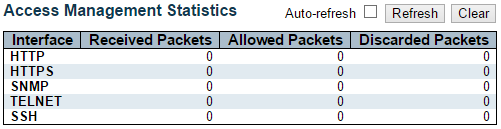 Access Management Statistics Auto-refresh Refresh Clear
Interface Received Packets Allowed Packets Discarded Packets
HTTP 0 0 0
HTTPS 0 0 0
SNMP 0 0 0
TELNET 0 0 0
SSH 0 0 0